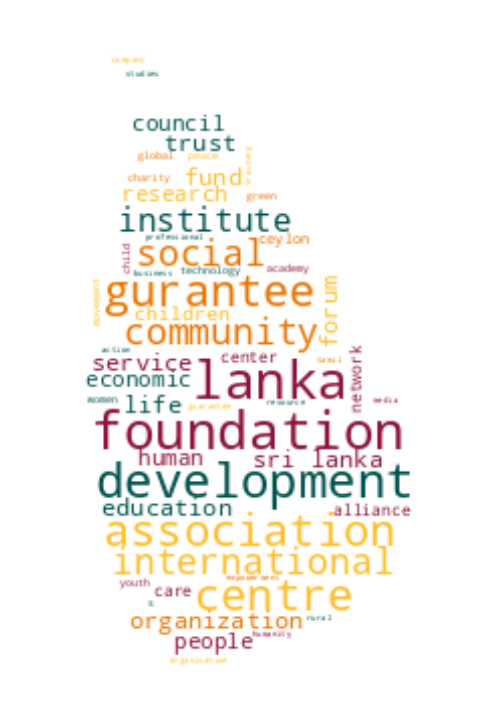 company
studies
council
trust
global peace
training
charity fund
research green
institute
professional ceylon
social
child
business technology academy
gurantee
movement
children
forum
community
action
service center tamil
network
economic lanka
women life guarantee resource media
foundation
human sri lanka
development
education alliance
association
international
empowerment
youth care centre
organization rural
people humanity
organisation